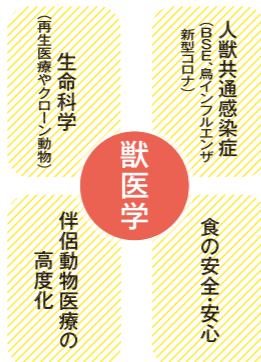 人獣共通感染症
（BSE、鳥インフルエンザ
新型コロナ）
生命科学
（再生医療やクローン動物）
獣医学
食の安全・安心
伴侶動物医療の
高度化